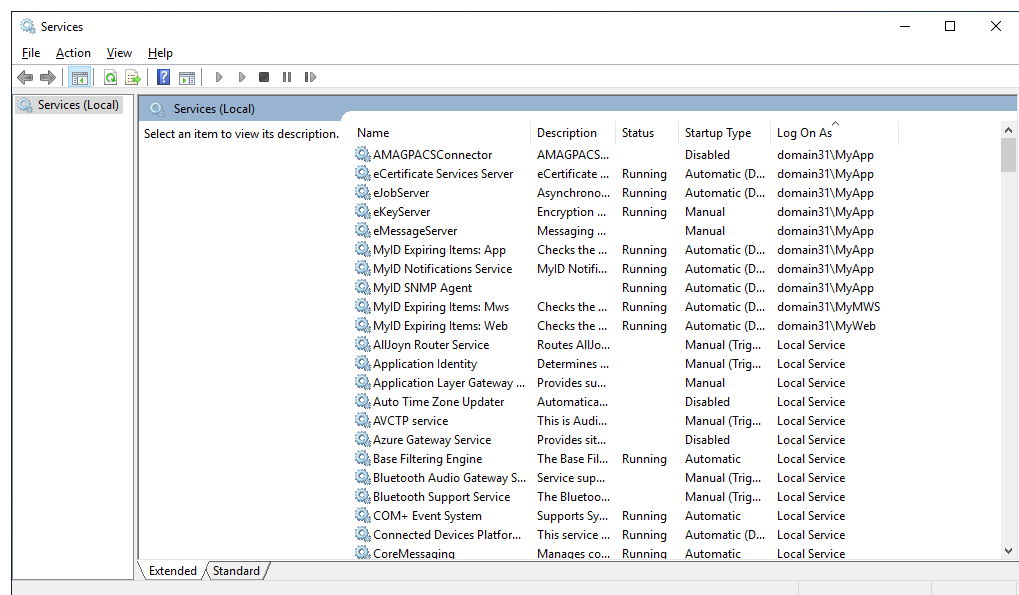 Services
File Action View Help
Services (Local)
Services (Local)
Select an item to view its description.
Name Description Status Startup Type Log On As
AMAGPACSConnector AMAGPACS... Disabled domain31\MyApp
eCertificate Services Server eCertificate ... Running Automatic (D... domain31\MyApp
eJobServer Asynchrono... Running Automatic (D... domain31\MyApp
eKeyServer Encryption ... Running Manual domain31\MyApp
eMessageServer Messaging ... Manual domain31\MyApp
MyID Expiring Items: App Checks the ... Running Automatic (D... domain31\MyApp
MyID Notifications Service MyID Notifi... Running Automatic (D... domain31\MyApp
MyID SNMP Agent Running Automatic (D... domain31\MyApp
MyID Expiring Items: Mws Checks the ... Running Automatic (D... domain31\MyMWS
MyID Expiring Items: Web Checks the ... Running Automatic (D... domain31\MyWeb
AllJoyn Router Service Routes AllJo... Manual (Trig... Local Service
Application Identity Determines ... Manual (Trig... Local Service
Application Layer Gateway ... Provides su... Manual Local Service
Auto Time Zone Updater Automatica... Disabled Local Service
AVCTP service This is Audi... Manual (Trig... Local Service
Azure Gateway Service Provides sit... Disabled Local Service
Base Filtering Engine The Base Fil... Running Automatic Local Service
Bluetooth Audio Gateway S... Service sup... Manual (Trig... Local Service
Bluetooth Support Service The Bluetoo... Manual (Trig... Local Service
COM+ Event System Supports Sy... Running Automatic Local Service
Connected Devices Platfor... This service ... Running Automatic (D... Local Service
CoreMessaging Manages co... Running Automatic Local Service
Extended Standard